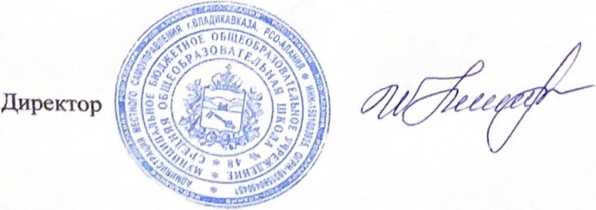 Директор
АДМИНИСТРАЦИЯ МЕСТНОГО САМОУПРАВЛЕНИЯ г.ВЛАДИКАВКАЗА, РСО-АЛАНИЯ
МУНИЦИПАЛЬНОЕ БЮДЖЕТНОЕ ОБЩЕОБРАЗОВАТЕЛЬНОЕ УЧРЕЖДЕНИЕ
СРЕДНЯЯ ОБЩЕОБРАЗОВАТЕЛЬНАЯ ШКОЛА № 48